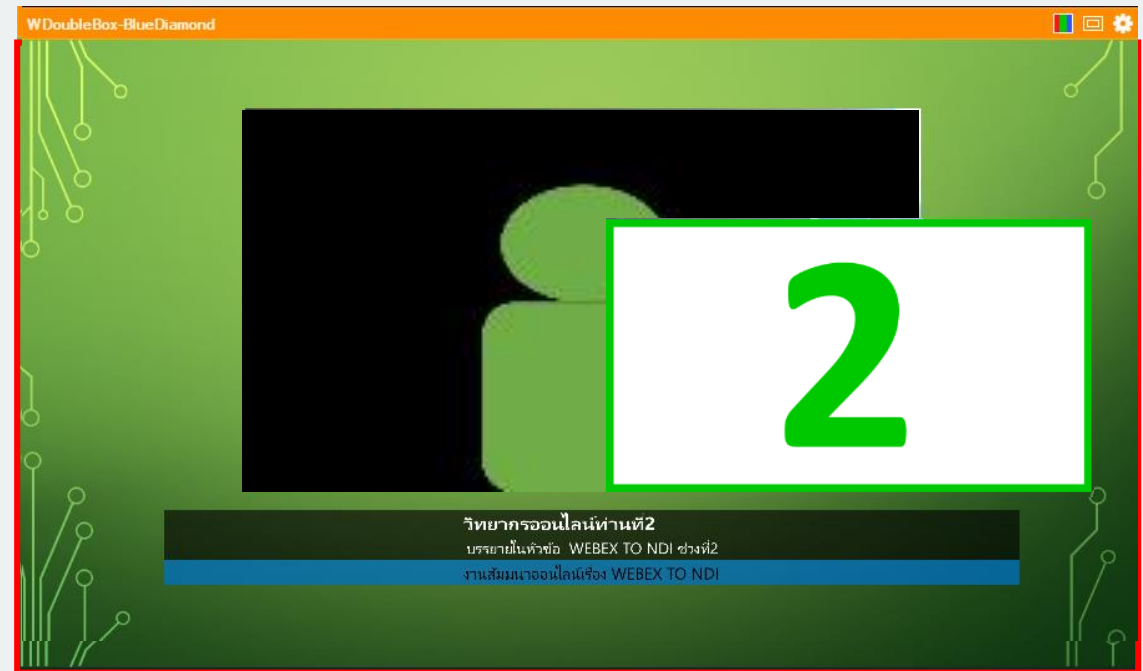 WDoubleBox-BlueDiamond
2
วิทยากรออนไลน์ท่านที่2
บรรยายในหัวข้อ WEBEX TO NDI ช่วงที่2
งานสัมมนาออนไลน์เรื่อง WEBEX TO NDI